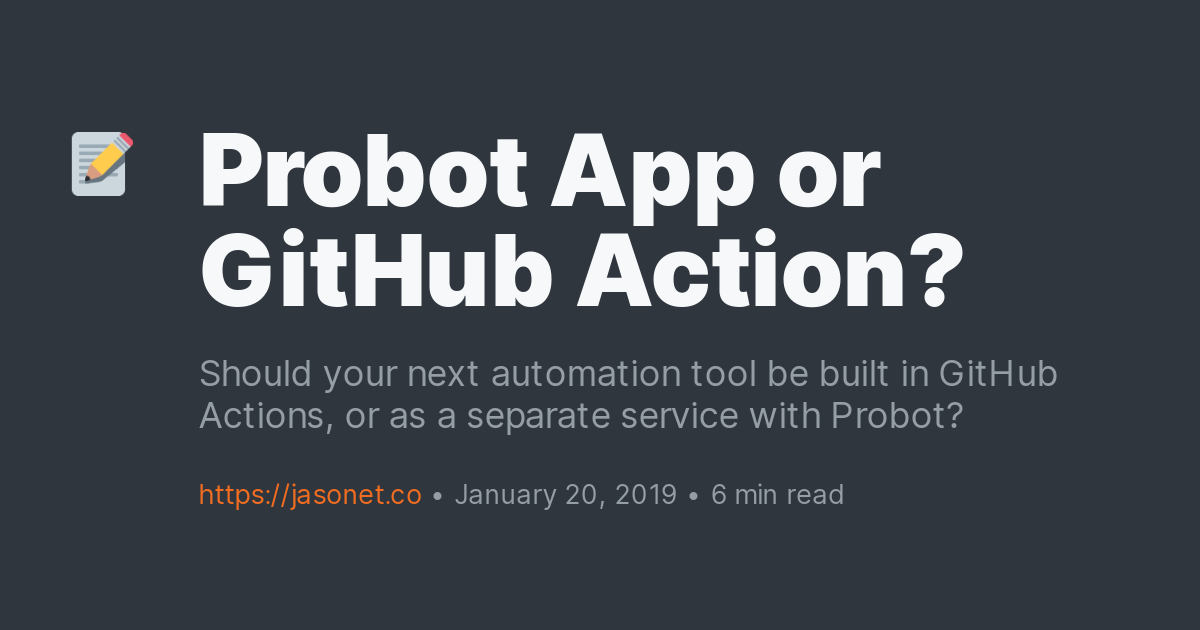 Probot App or
GitHub Action?
Should your next automation tool be built in GitHub
Actions, or as a separate service with Probot?
https://jasonet.co • January 20, 2019 • 6 min read